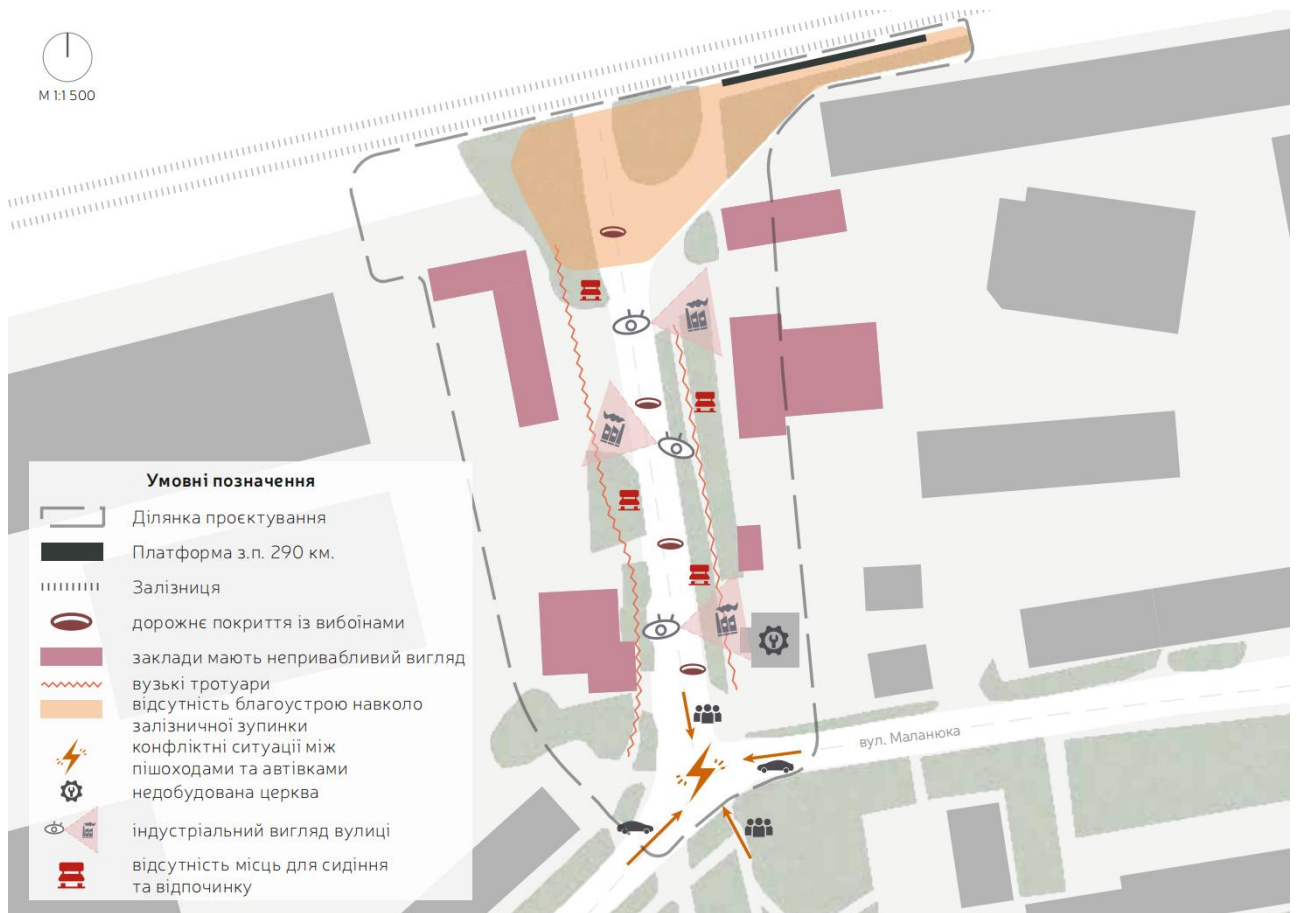 М 1:1 500
вул. Маланюка
Умовні позначення
Ділянка проєктування
Платформа з.п. 290 км.
Залізниця
дорожнє покриття із вибоїнами
заклади мають непривабливий вигляд
вузькі тротуари
відсутність благоустрою навколо
залізничної зупинки
конфліктні ситуації між
пішоходами та автівками
недобудована церква
індустріальний вигляд вулиці
відсутність місць для сидіння
та відпочинку